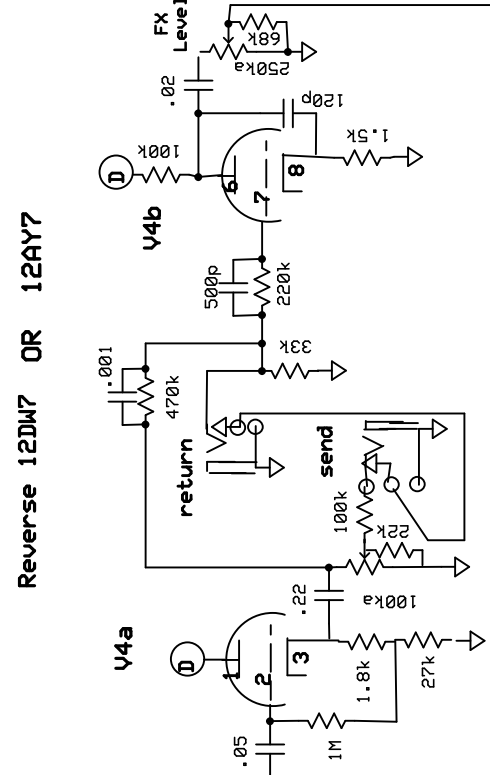 Reverse 12DW7 OR 12AY7
V4a
D
1
2
3
.05
1M
1.8k
27k
.22
100ka
22k
100k
send
return
.001
470k
33k
500p
220k
V4b
D
100k
6
7
8
120p
1.5k
.02
FX
Level
250ka
68k